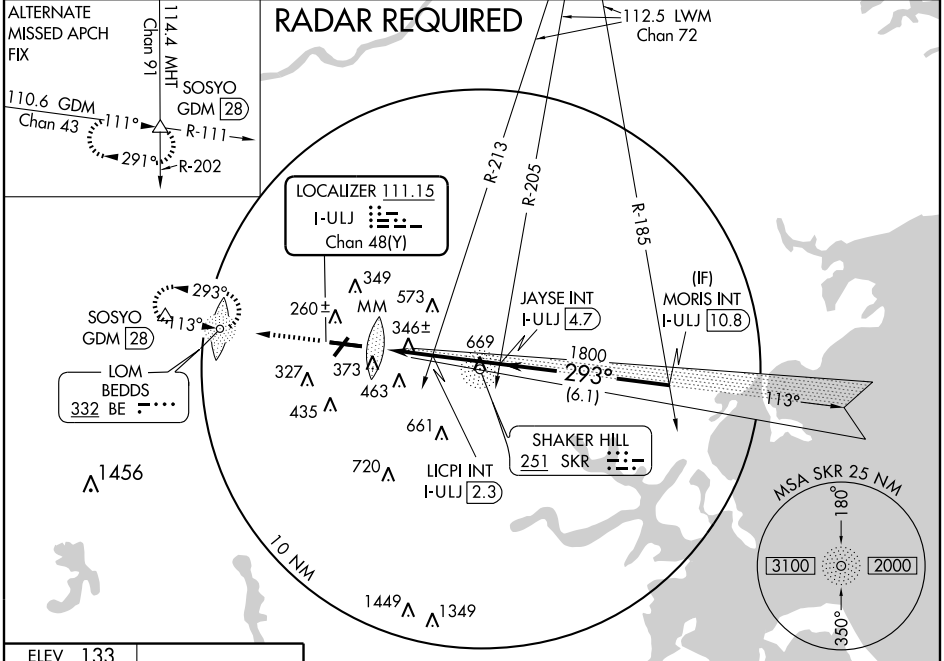 ALTERNATE
MISSED APCH
FIX
114.4 MHT
Chan 91
SOSYO
GDM 28
110.6 GDM
Chan 43
111°
R-111
291°
R-202
RADAR REQUIRED
112.5 LWM
Chan 72
R-213
R-205
R-185
LOCALIZER 111.15
I-ULJ
Chan 48(Y)
349
260±
MM
573
346±
293°
113°
SOSYO
GDM 28
LOM
BEDDS
332 BE
327
373
463
435
661
720
669
JAYSE INT
I-ULJ 4.7
(IF)
MORIS INT
I-ULJ 10.8
1800
293°
(6.1)
113°
SHAKER HILL
251 SKR
LICPI INT
I-ULJ 2.3
1456
10 NM
1449
1349
MSA SKR 25 NM
180°
3100
2000
350°
ELEV 133